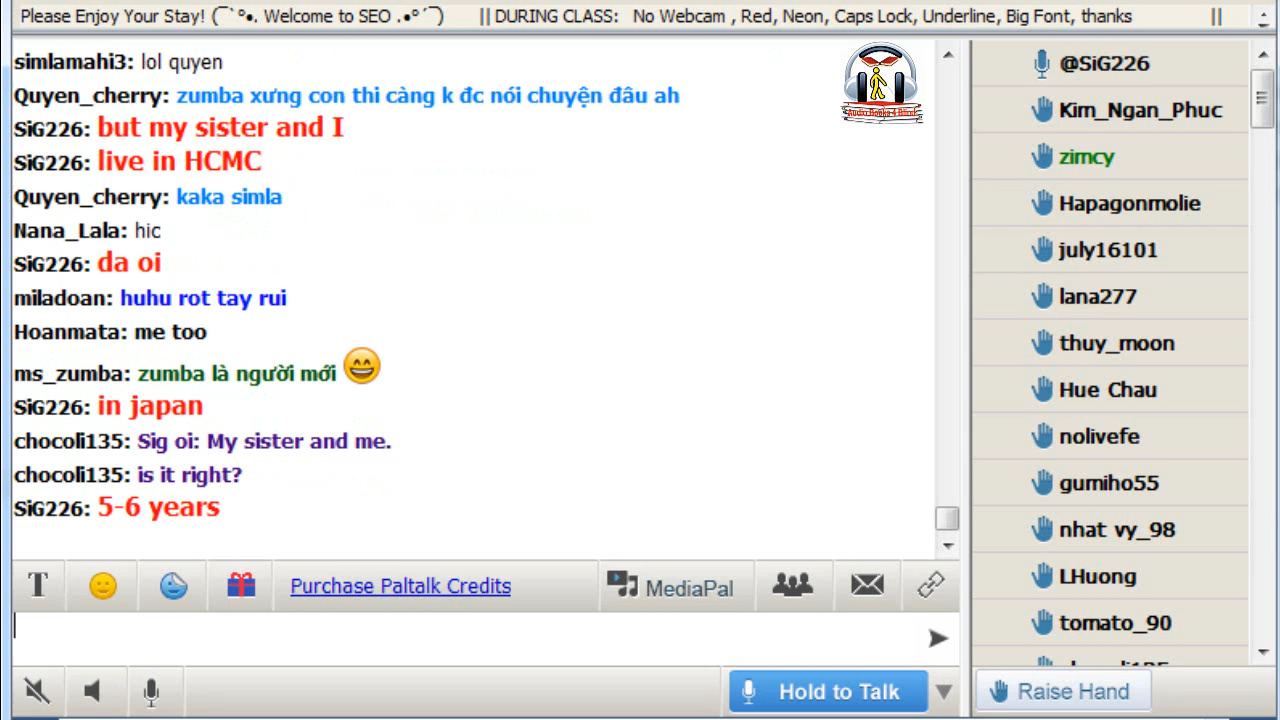 Please Enjoy Your Stay! (¯`°•. Welcome to SEO .•°´¯) || DURING CLASS: No Webcam , Red, Neon, Caps Lock, Underline, Big Font, thanks ||
simlamahi3: lol quyen
Quyen_cherry: zumba xưng con thi càng k đc nói chuyện đâu ah
SiG226: but my sister and I
SiG226: live in HCMC
Quyen_cherry: kaka simla
Nana_Lala: hic
SiG226: da oi
miladoan: huhu rot tay rui
Hoanmata: me too
ms_zumba: zumba là người mới
SiG226: in japan
chocoli135: Sig oi: My sister and me.
chocoli135: is it right?
SiG226: 5-6 years
Purchase Paltalk Credits
MediaPal
Hold to Talk
@SiG226
Kim_Ngan_Phuc
zimcy
Hapagonmolie
july16101
lana277
thuy_moon
Hue Chau
nolivefe
gumiho55
nhat vy_98
LHuong
tomato_90
Raise Hand